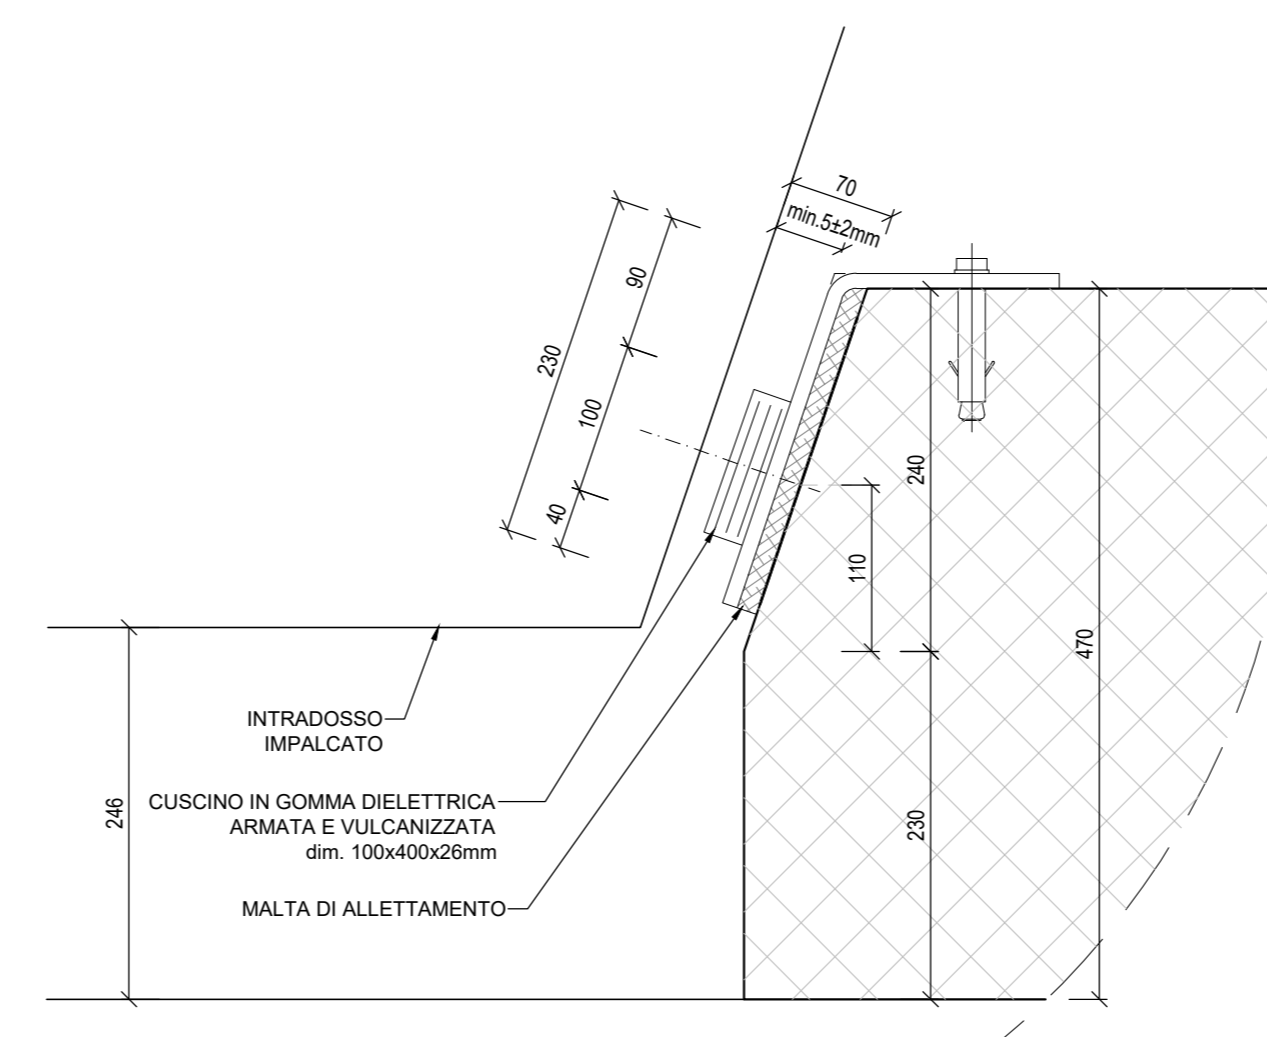 70
min.5±2mm
90
230
100
40
240
110
470
INTRADOSSO
IMPALCATO
246
CUSCINO IN GOMMA DIELETTRICA
ARMATA E VULCANIZZATA
dim. 100x400x26mm
230
MALTA DI ALLETTAMENTO